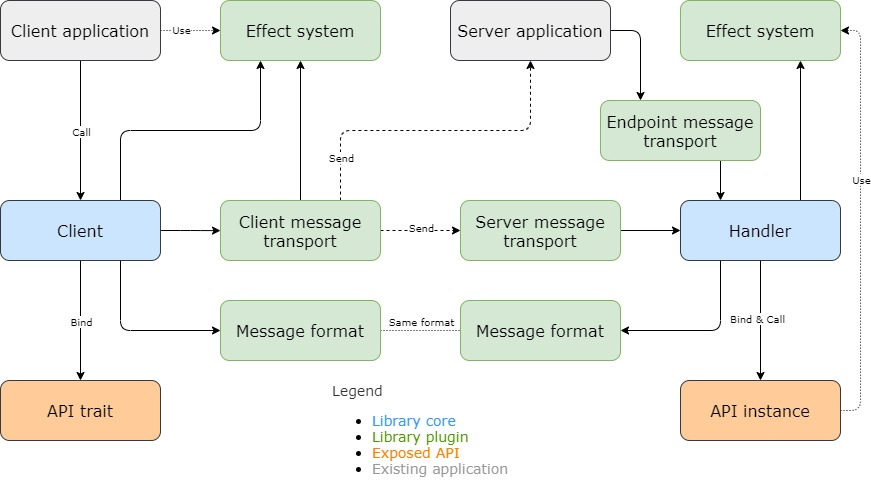 Client application
Use
Effect system
Server application
Effect system
Endpoint message
transport
Call
Send
Use
Client
Client message
transport
Send
Server message
transport
Handler
Bind
Message format
Same format
Message format
Bind & Call
API trait
API instance
Legend
Library core
Library plugin
Exposed API
Existing application